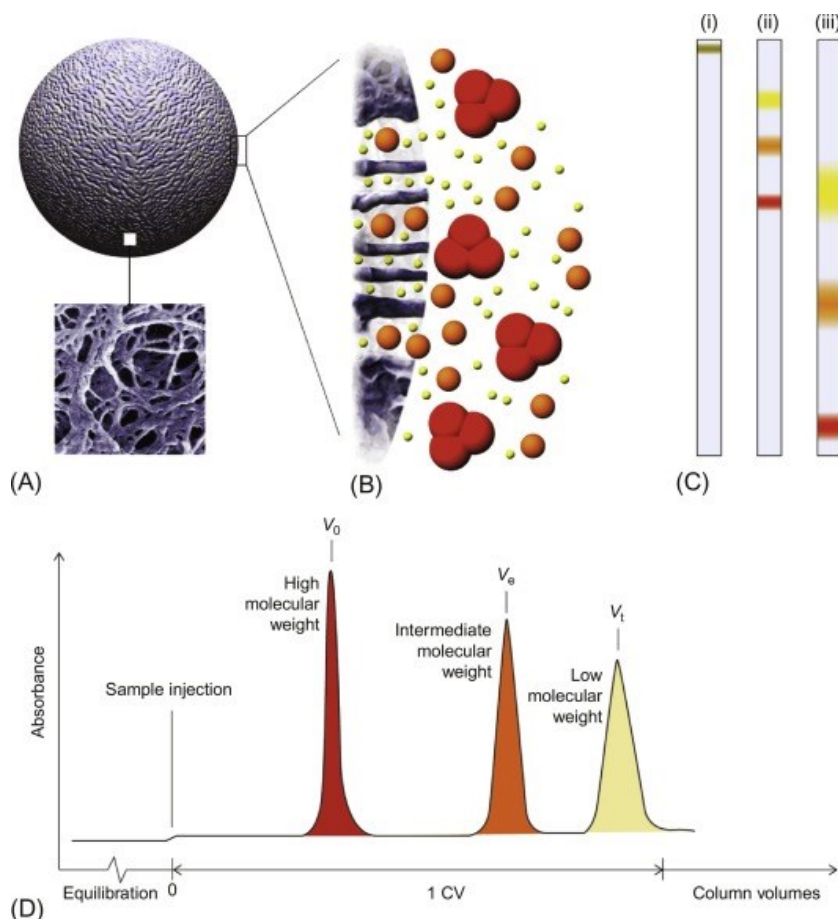 (i) (ii) (iii)
(A) (B) (C)
V0
High
molecular
weight
Ve
Intermediate
molecular
weight
Vt
Low
molecular
weight
Sample injection
Absorbance
Equilibration 0 1 CV Column volumes
(D)